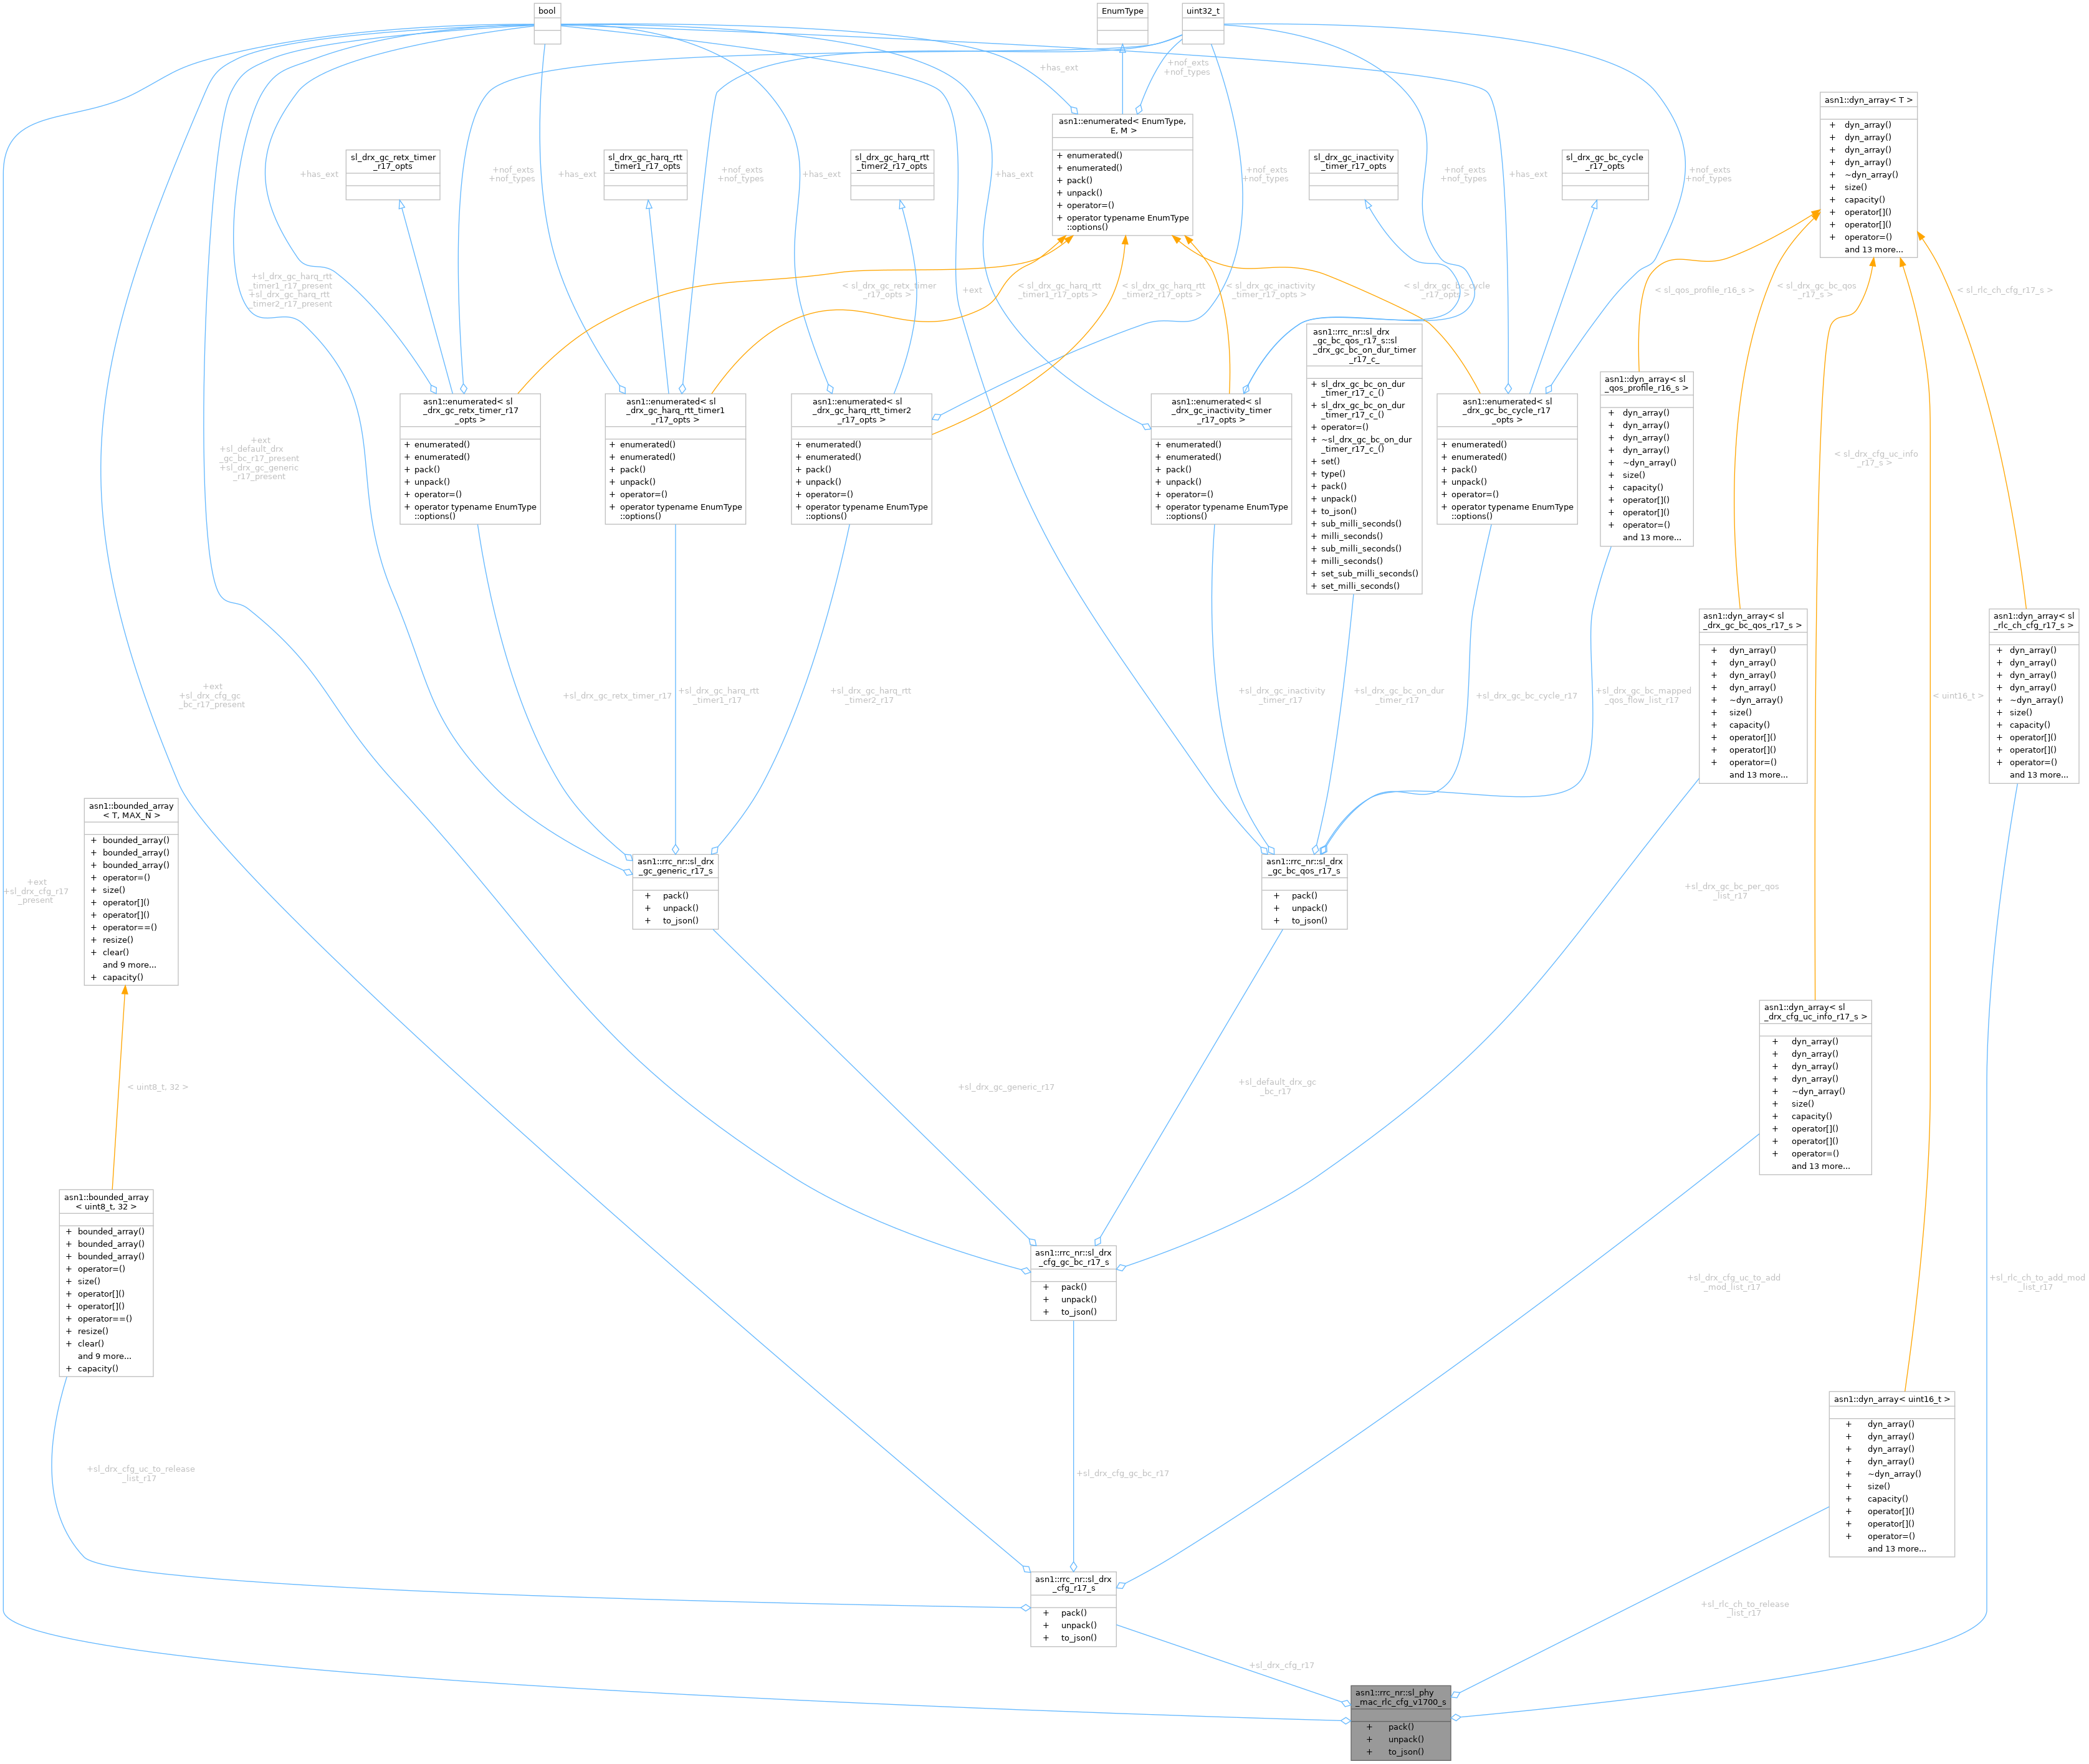 bool
EnumType
uint32_t
+has_ext
+nof_exts
+nof_types
asn1::dyn_array< T >
+ dyn_array()
+ dyn_array()
+ dyn_array()
+ dyn_array()
+ ~dyn_array()
+ size()
+ capacity()
+ operator[]()
+ operator[]()
+ operator=()
and 13 more...
asn1::enumerated< EnumType,
E, M >
+ enumerated()
+ enumerated()
+ pack()
+ unpack()
+ operator=()
+ operator typename EnumType
::options()
sl_drx_gc_retx_timer
_r17_opts
sl_drx_gc_harq_rtt
_timer1_r17_opts
sl_drx_gc_harq_rtt
_timer2_r17_opts
sl_drx_gc_inactivity
_timer_r17_opts
sl_drx_gc_bc_cycle
_r17_opts
+has_ext
+nof_exts
+nof_types
+has_ext
+nof_exts
+nof_types
+has_ext
+has_ext
+nof_exts
+nof_types
+nof_exts
+nof_types
+has_ext
+nof_exts
+nof_types
+sl_drx_gc_harq_rtt
_timer1_r17_present
+sl_drx_gc_harq_rtt
_timer2_r17_present
< sl_drx_gc_retx_timer
_r17_opts >
+ext
< sl_drx_gc_harq_rtt
_timer1_r17_opts >
< sl_drx_gc_harq_rtt
_timer2_r17_opts >
< sl_drx_gc_inactivity
_timer_r17_opts >
< sl_drx_gc_bc_cycle
_r17_opts >
< sl_qos_profile_r16_s >
< sl_drx_gc_bc_qos
_r17_s >
< sl_rlc_ch_cfg_r17_s >
asn1::enumerated< sl
_drx_gc_retx_timer_r17
_opts >
+ enumerated()
+ enumerated()
+ pack()
+ unpack()
+ operator=()
+ operator typename EnumType
::options()
asn1::enumerated< sl
_drx_gc_harq_rtt_timer1
_r17_opts >
+ enumerated()
+ enumerated()
+ pack()
+ unpack()
+ operator=()
+ operator typename EnumType
::options()
asn1::enumerated< sl
_drx_gc_harq_rtt_timer2
_r17_opts >
+ enumerated()
+ enumerated()
+ pack()
+ unpack()
+ operator=()
+ operator typename EnumType
::options()
asn1::enumerated< sl
_drx_gc_inactivity_timer
_r17_opts >
+ enumerated()
+ enumerated()
+ pack()
+ unpack()
+ operator=()
+ operator typename EnumType
::options()
asn1::rrc_nr::sl_drx
_gc_bc_qos_r17_s::sl
_drx_gc_bc_on_dur_timer
_r17_c_
+ sl_drx_gc_bc_on_dur
_timer_r17_c_()
+ sl_drx_gc_bc_on_dur
_timer_r17_c_()
+ operator=()
+ ~sl_drx_gc_bc_on_dur
_timer_r17_c_()
+ set()
+ type()
+ pack()
+ unpack()
+ to_json()
+ sub_milli_seconds()
+ milli_seconds()
+ sub_milli_seconds()
+ milli_seconds()
+ set_sub_milli_seconds()
+ set_milli_seconds()
asn1::enumerated< sl
_drx_gc_bc_cycle_r17
_opts >
+ enumerated()
+ enumerated()
+ pack()
+ unpack()
+ operator=()
+ operator typename EnumType
::options()
asn1::dyn_array< sl
_qos_profile_r16_s >
+ dyn_array()
+ dyn_array()
+ dyn_array()
+ dyn_array()
+ ~dyn_array()
+ size()
+ capacity()
+ operator[]()
+ operator[]()
+ operator=()
and 13 more...
+ext
+sl_default_drx
_gc_bc_r17_present
+sl_drx_gc_generic
_r17_present
< sl_drx_cfg_uc_info
_r17_s >
asn1::dyn_array< sl
_drx_gc_bc_qos_r17_s >
+ dyn_array()
+ dyn_array()
+ dyn_array()
+ dyn_array()
+ ~dyn_array()
+ size()
+ capacity()
+ operator[]()
+ operator[]()
+ operator=()
and 13 more...
asn1::dyn_array< sl
_rlc_ch_cfg_r17_s >
+ dyn_array()
+ dyn_array()
+ dyn_array()
+ dyn_array()
+ ~dyn_array()
+ size()
+ capacity()
+ operator[]()
+ operator[]()
+ operator=()
and 13 more...
+ext
+sl_drx_cfg_gc
_bc_r17_present
+sl_drx_gc_retx_timer_r17
+sl_drx_gc_harq_rtt
_timer1_r17
+sl_drx_gc_harq_rtt
_timer2_r17
+sl_drx_gc_inactivity
_timer_r17
+sl_drx_gc_bc_on_dur
_timer_r17
+sl_drx_gc_bc_cycle_r17
+sl_drx_gc_bc_mapped
_qos_flow_list_r17
< uint16_t >
asn1::bounded_array
< T, MAX_N >
+ bounded_array()
+ bounded_array()
+ bounded_array()
+ operator=()
+ size()
+ operator[]()
+ operator[]()
+ operator==()
+ resize()
+ clear()
and 9 more...
+ capacity()
+ext
+sl_drx_cfg_r17
_present
asn1::rrc_nr::sl_drx
_gc_generic_r17_s
+ pack()
+ unpack()
+ to_json()
asn1::rrc_nr::sl_drx
_gc_bc_qos_r17_s
+ pack()
+ unpack()
+ to_json()
+sl_drx_gc_bc_per_qos
_list_r17
asn1::dyn_array< sl
_drx_cfg_uc_info_r17_s >
+ dyn_array()
+ dyn_array()
+ dyn_array()
+ dyn_array()
+ ~dyn_array()
+ size()
+ capacity()
+ operator[]()
+ operator[]()
+ operator=()
and 13 more...
< uint8_t, 32 >
+sl_drx_gc_generic_r17
+sl_default_drx_gc
_bc_r17
asn1::bounded_array
< uint8_t, 32 >
+ bounded_array()
+ bounded_array()
+ bounded_array()
+ operator=()
+ size()
+ operator[]()
+ operator[]()
+ operator==()
+ resize()
+ clear()
and 9 more...
+ capacity()
asn1::rrc_nr::sl_drx
_cfg_gc_bc_r17_s
+ pack()
+ unpack()
+ to_json()
+sl_drx_cfg_uc_to_add
_mod_list_r17
+sl_rlc_ch_to_add_mod
_list_r17
asn1::dyn_array< uint16_t >
+ dyn_array()
+ dyn_array()
+ dyn_array()
+ dyn_array()
+ ~dyn_array()
+ size()
+ capacity()
+ operator[]()
+ operator[]()
+ operator=()
and 13 more...
+sl_drx_cfg_uc_to_release
_list_r17
+sl_drx_cfg_gc_bc_r17
asn1::rrc_nr::sl_drx
_cfg_r17_s
+ pack()
+ unpack()
+ to_json()
+sl_rlc_ch_to_release
_list_r17
+sl_drx_cfg_r17
asn1::rrc_nr::sl_phy
_mac_rlc_cfg_v1700_s
+ pack()
+ unpack()
+ to_json()